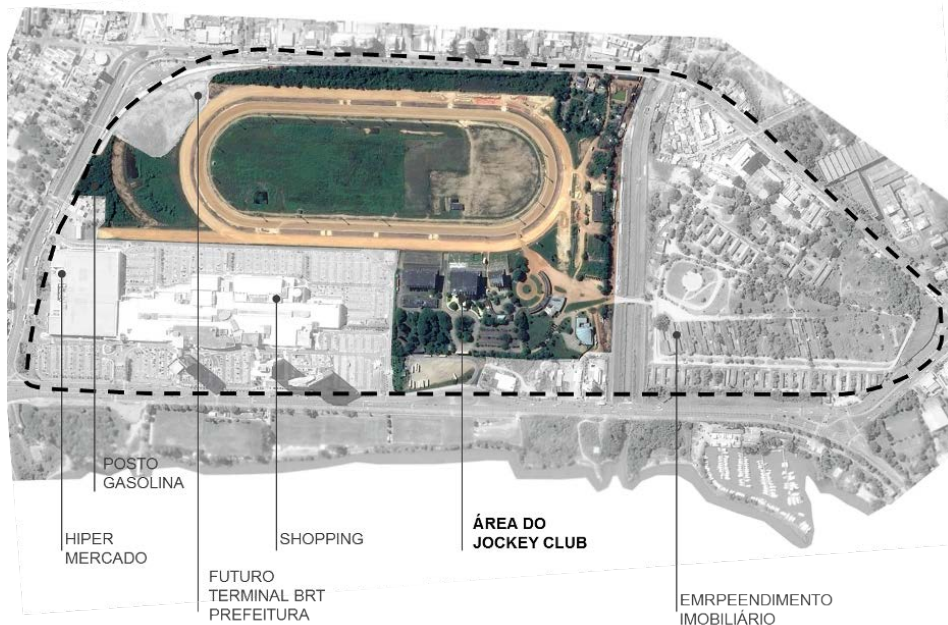 POSTO
GASOLINA
HIPER
MERCADO
SHOPPING
ÁREA DO
JOCKEY CLUB
FUTURO
TERMINAL BRT
PREFEITURA
EMRPEENDIMENTO
IMOBILIÁRIO